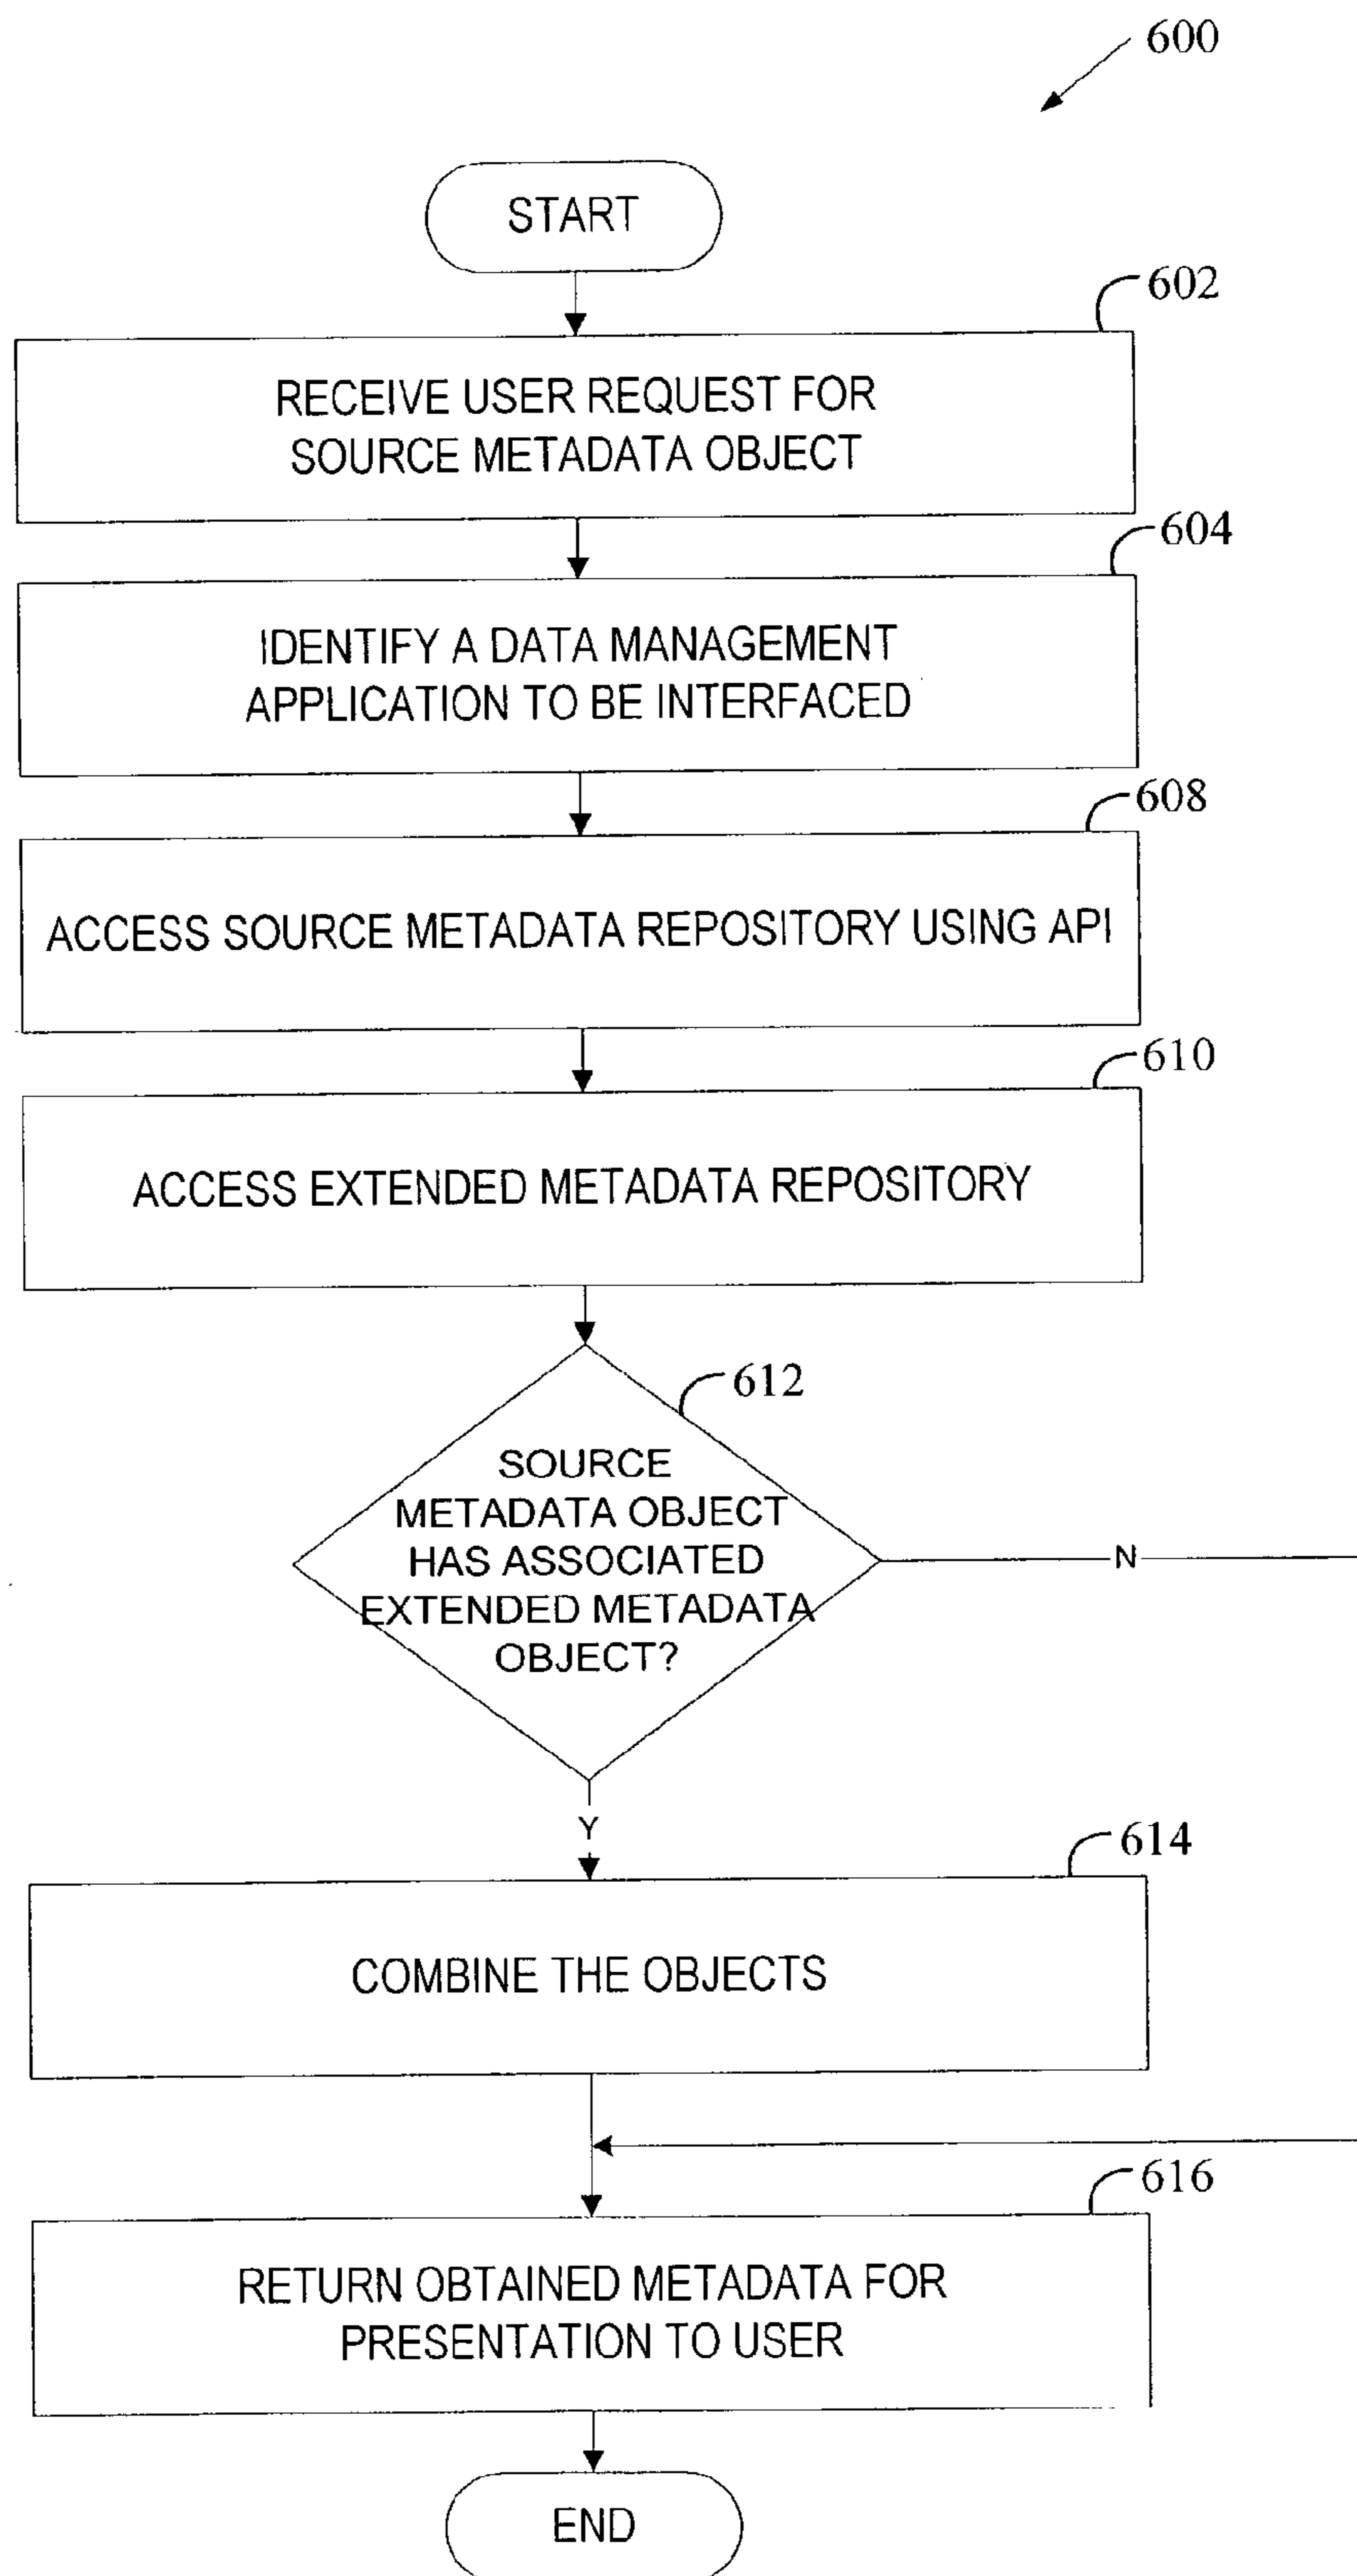 600
START
602
RECEIVE USER REQUEST FOR
SOURCE METADATA OBJECT
604
IDENTIFY A DATA MANAGEMENT
APPLICATION TO BE INTERFACED
608
ACCESS SOURCE METADATA REPOSITORY USING API
610
ACCESS EXTENDED METADATA REPOSITORY
612
SOURCE
METADATA OBJECT
HAS ASSOCIATED
EXTENDED METADATA
OBJECT?
N
Y
614
COMBINE THE OBJECTS
616
RETURN OBTAINED METADATA FOR
PRESENTATION TO USER
END